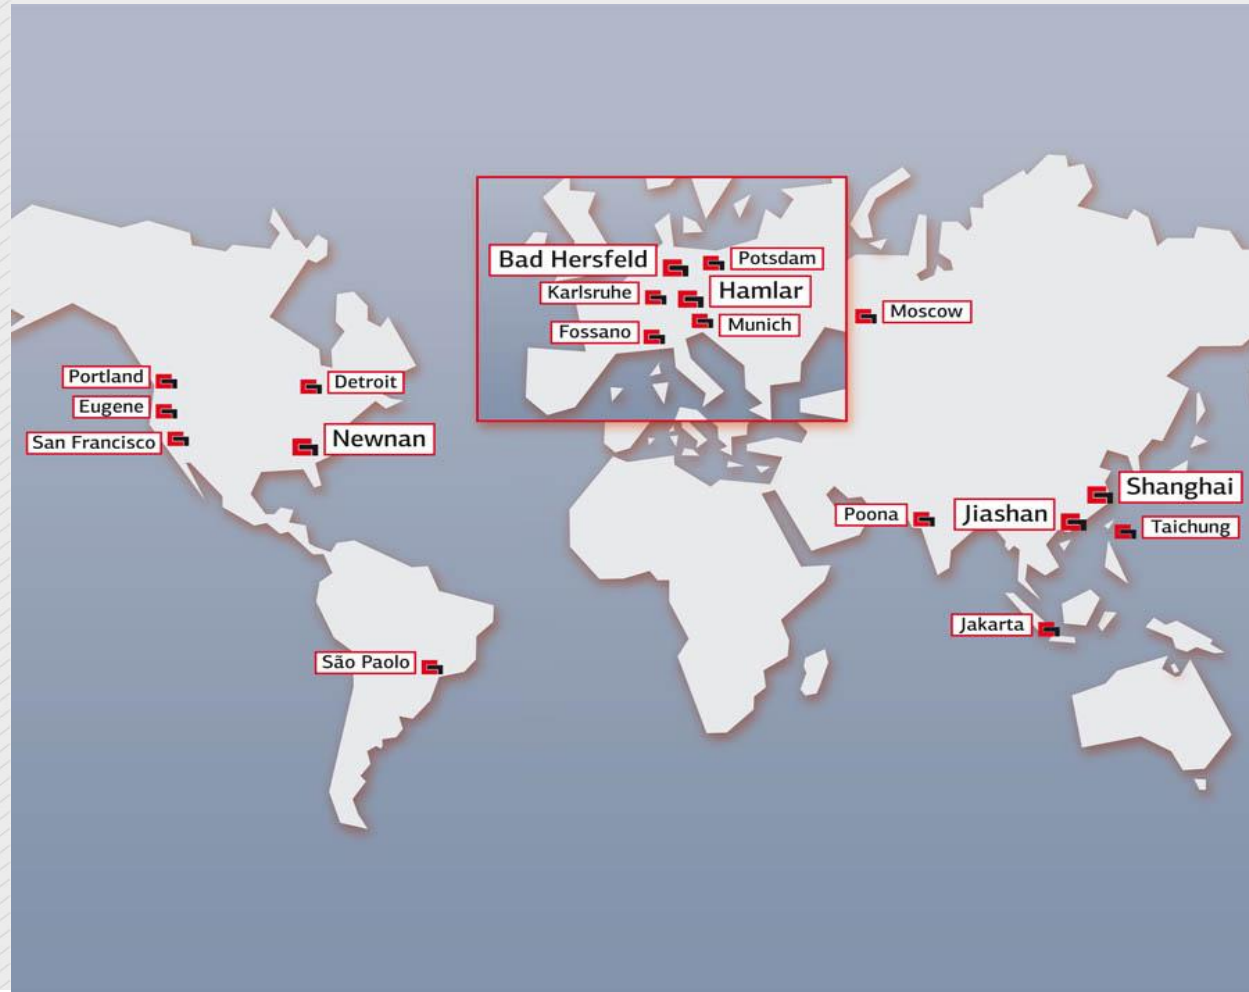 Bad Hersfeld
Potsdam
Karlsruhe
Hamlar
Moscow
Fossano
Munich
Portland
Detroit
Eugene
San Francisco
Newnan
Shanghai
Poona
Jiashan
Taichung
Jakarta
São Paolo